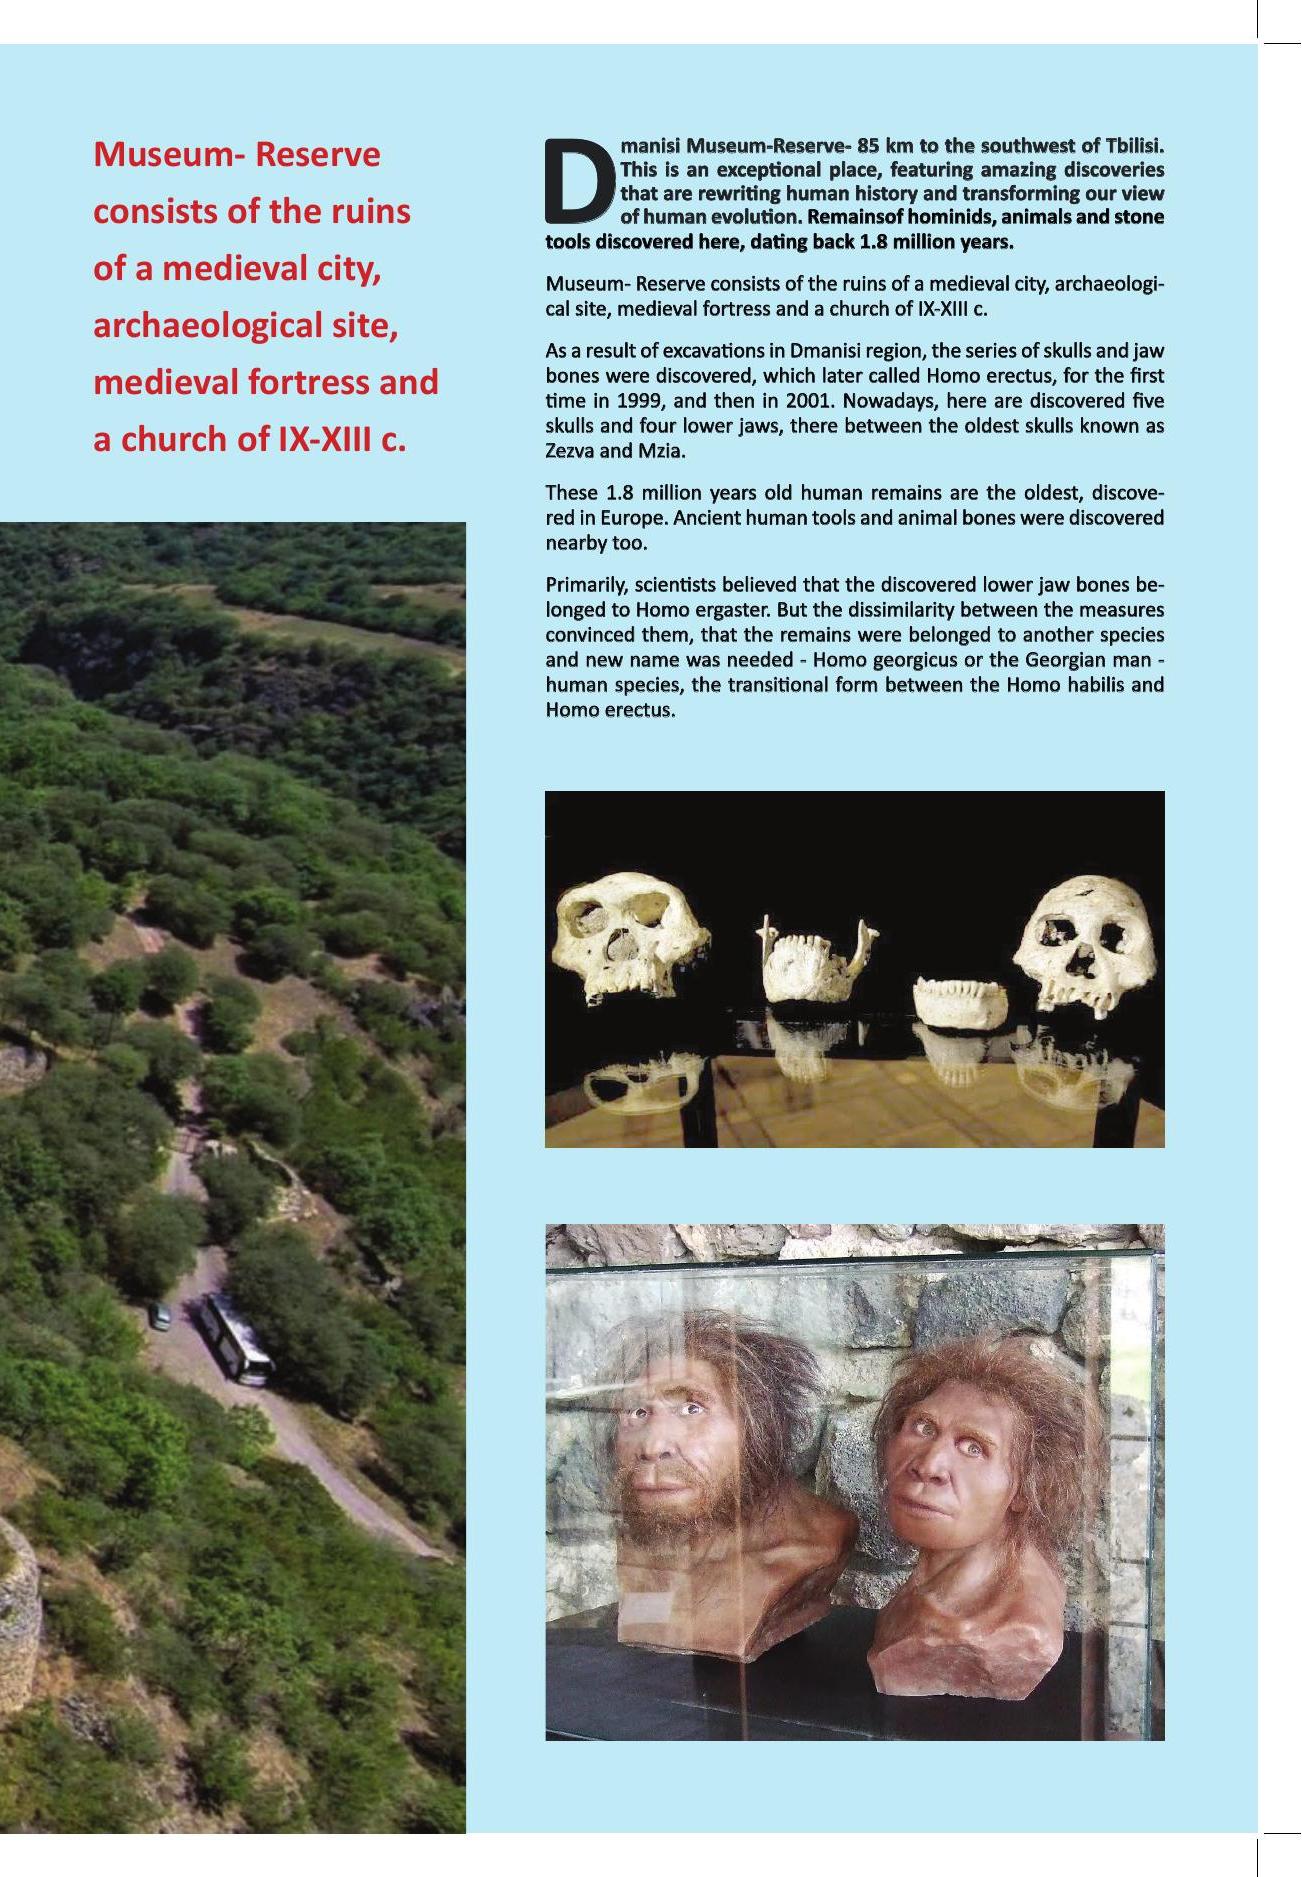 Museum- Reserve
consists of the ruins
of a medieval city,
archaeological site,
medieval fortress and
a church of IX-XIII c.
Dmanisi Museum-Reserve- 85 km to the southwest of Tbilisi.
This is an exceptional place, featuring amazing discoveries
that are rewriting human history and transforming our view
of human evolution. Remainsof hominids, animals and stone
tools discovered here, dating back 1.8 million years.
Museum- Reserve consists of the ruins of a medieval city, archaeologi-
cal site, medieval fortress and a church of IX-XIII c.
As a result of excavations in Dmanisi region, the series of skulls and jaw
bones were discovered, which later called Homo erectus, for the first
time in 1999, and then in 2001. Nowadays, here are discovered five
skulls and four lower jaws, there between the oldest skulls known as
Zezva and Mzia.
These 1.8 million years old human remains are the oldest, discove-
red in Europe. Ancient human tools and animal bones were discovered
nearby too.
Primarily, scientists believed that the discovered lower jaw bones be-
longed to Homo ergaster. But the dissimilarity between the measures
convinced them, that the remains were belonged to another species
and new name was needed - Homo georgicus or the Georgian man -
human species, the transitional form between the Homo habilis and
Homo erectus.